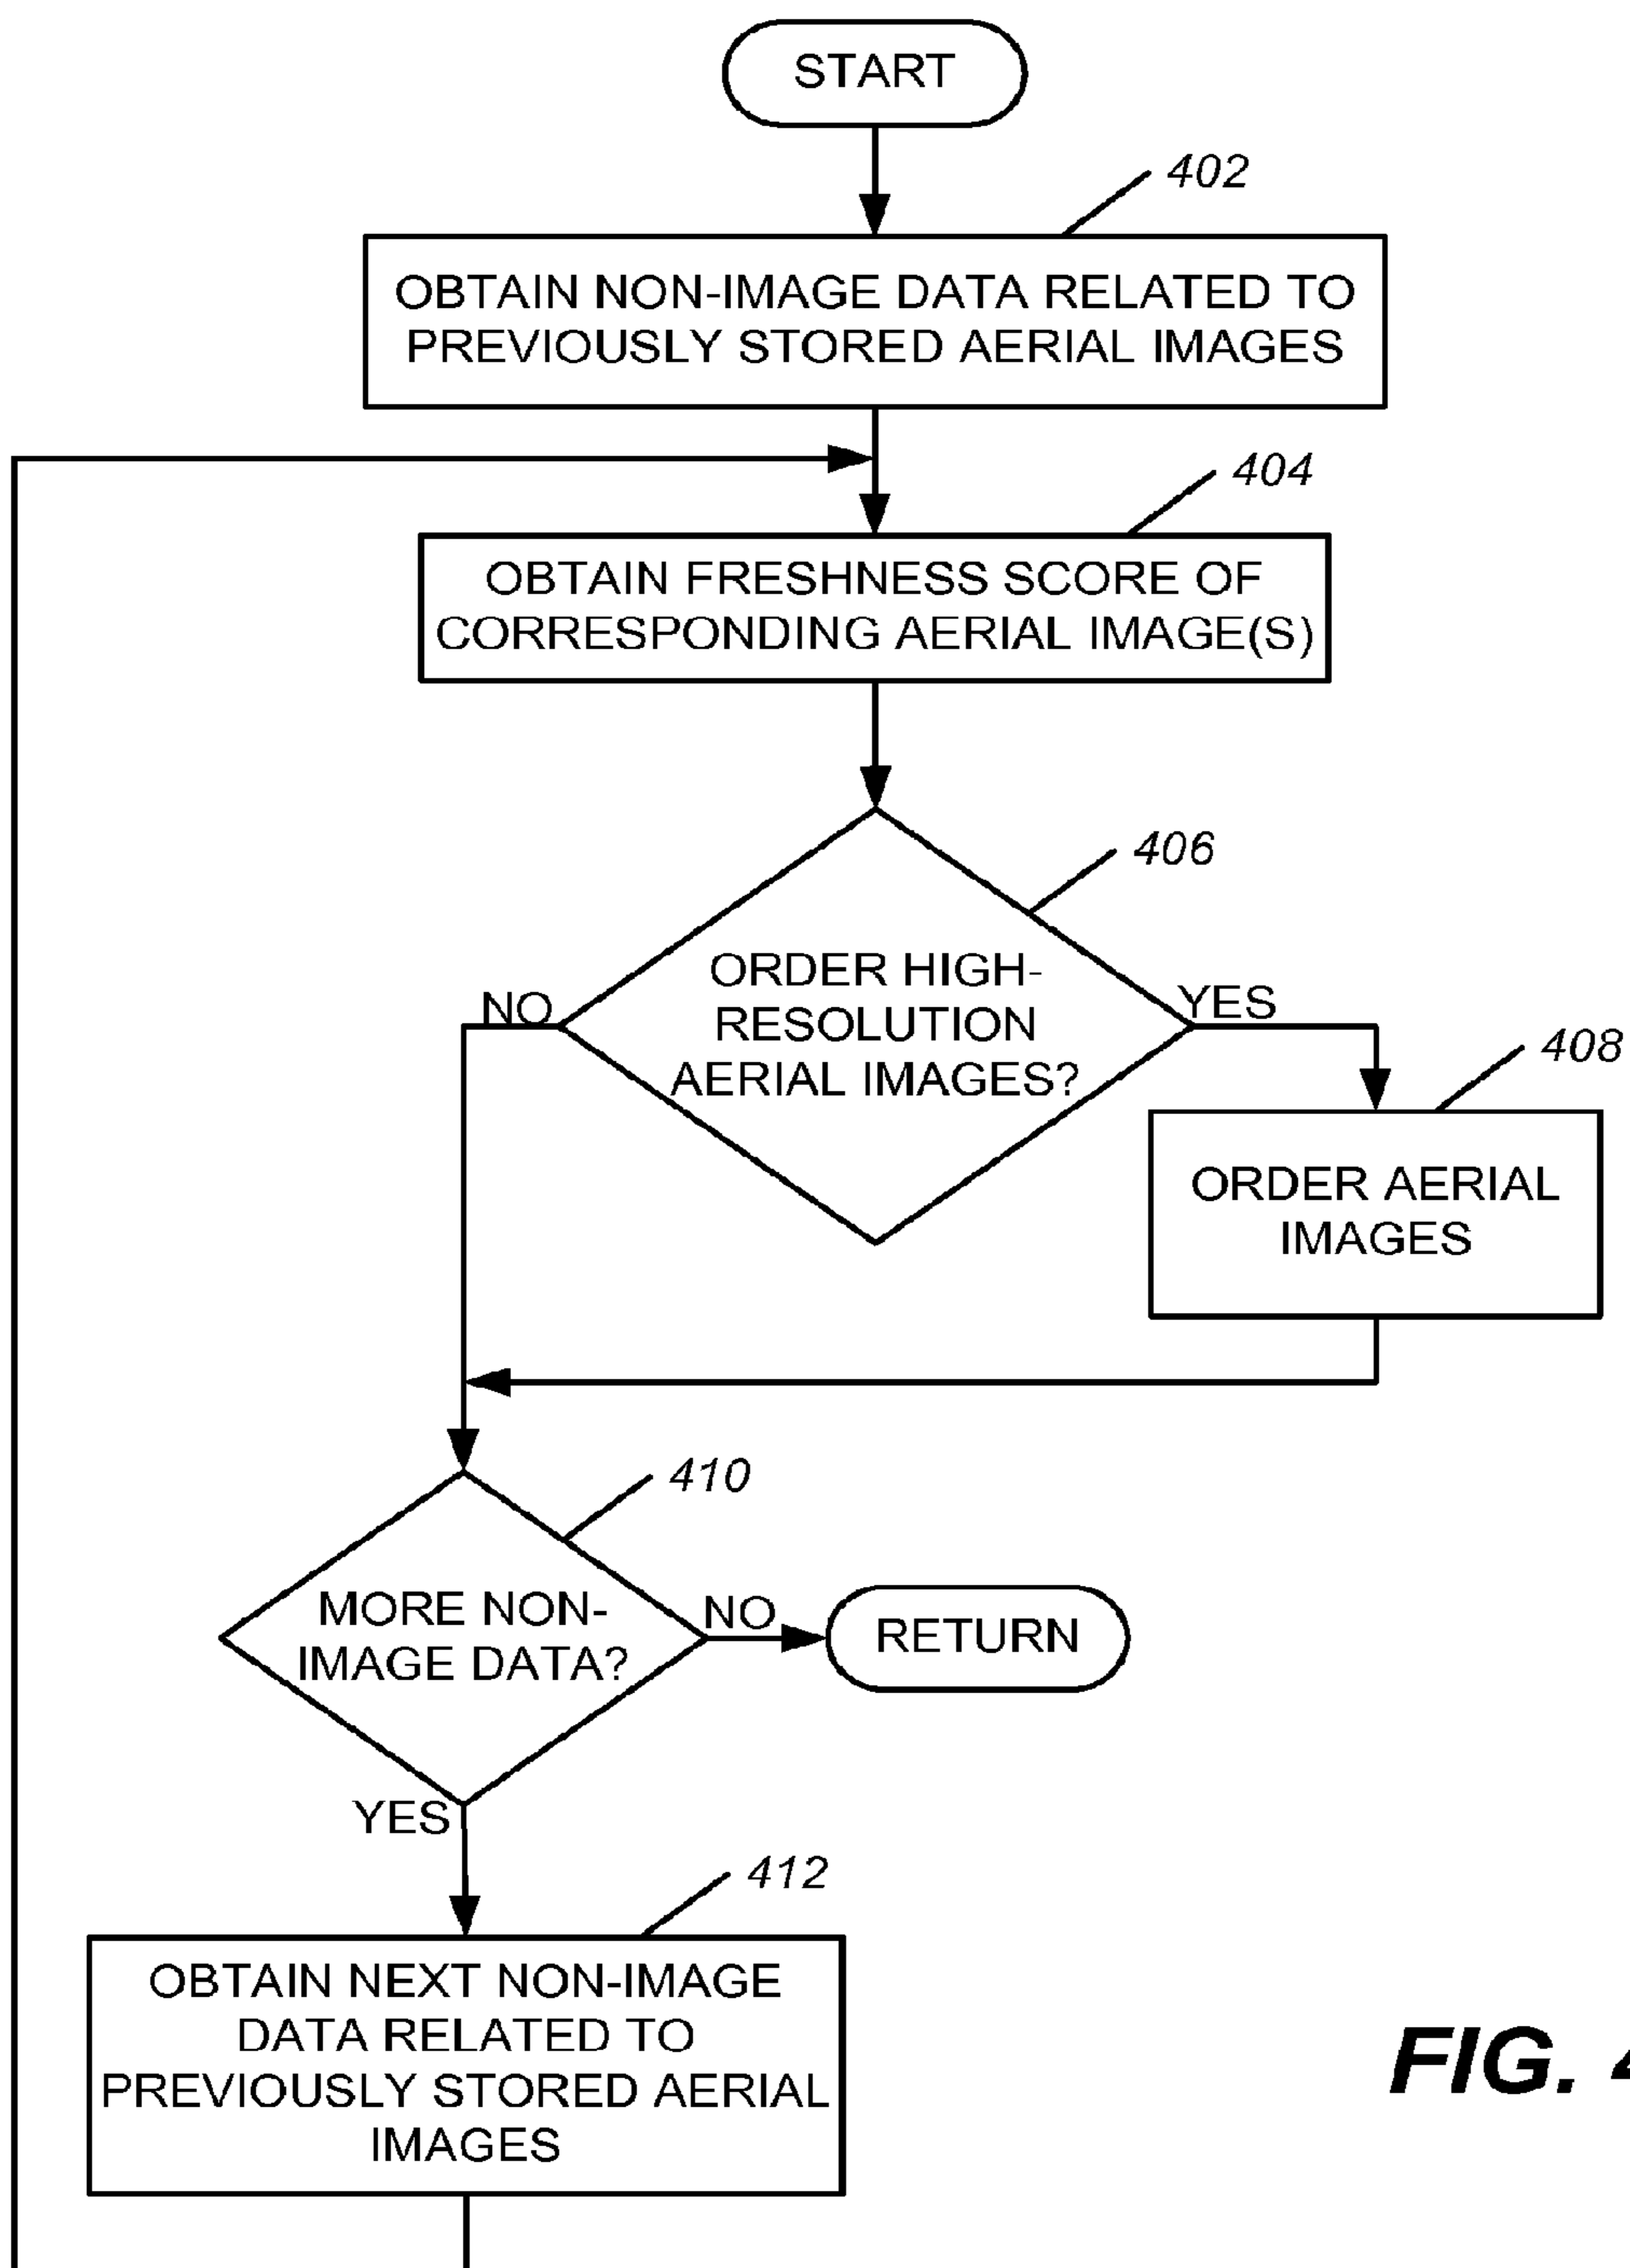 START
402
OBTAIN NON-IMAGE DATA RELATED TO
PREVIOUSLY STORED AERIAL IMAGES
404
OBTAIN FRESHNESS SCORE OF
CORRESPONDING AERIAL IMAGE(S)
406
ORDER HIGH-
RESOLUTION
AERIAL IMAGES?
NO
YES
408
ORDER AERIAL
IMAGES
410
MORE NON-
IMAGE DATA?
NO
RETURN
YES
412
OBTAIN NEXT NON-IMAGE
DATA RELATED TO
PREVIOUSLY STORED AERIAL
IMAGES
FIG. 4